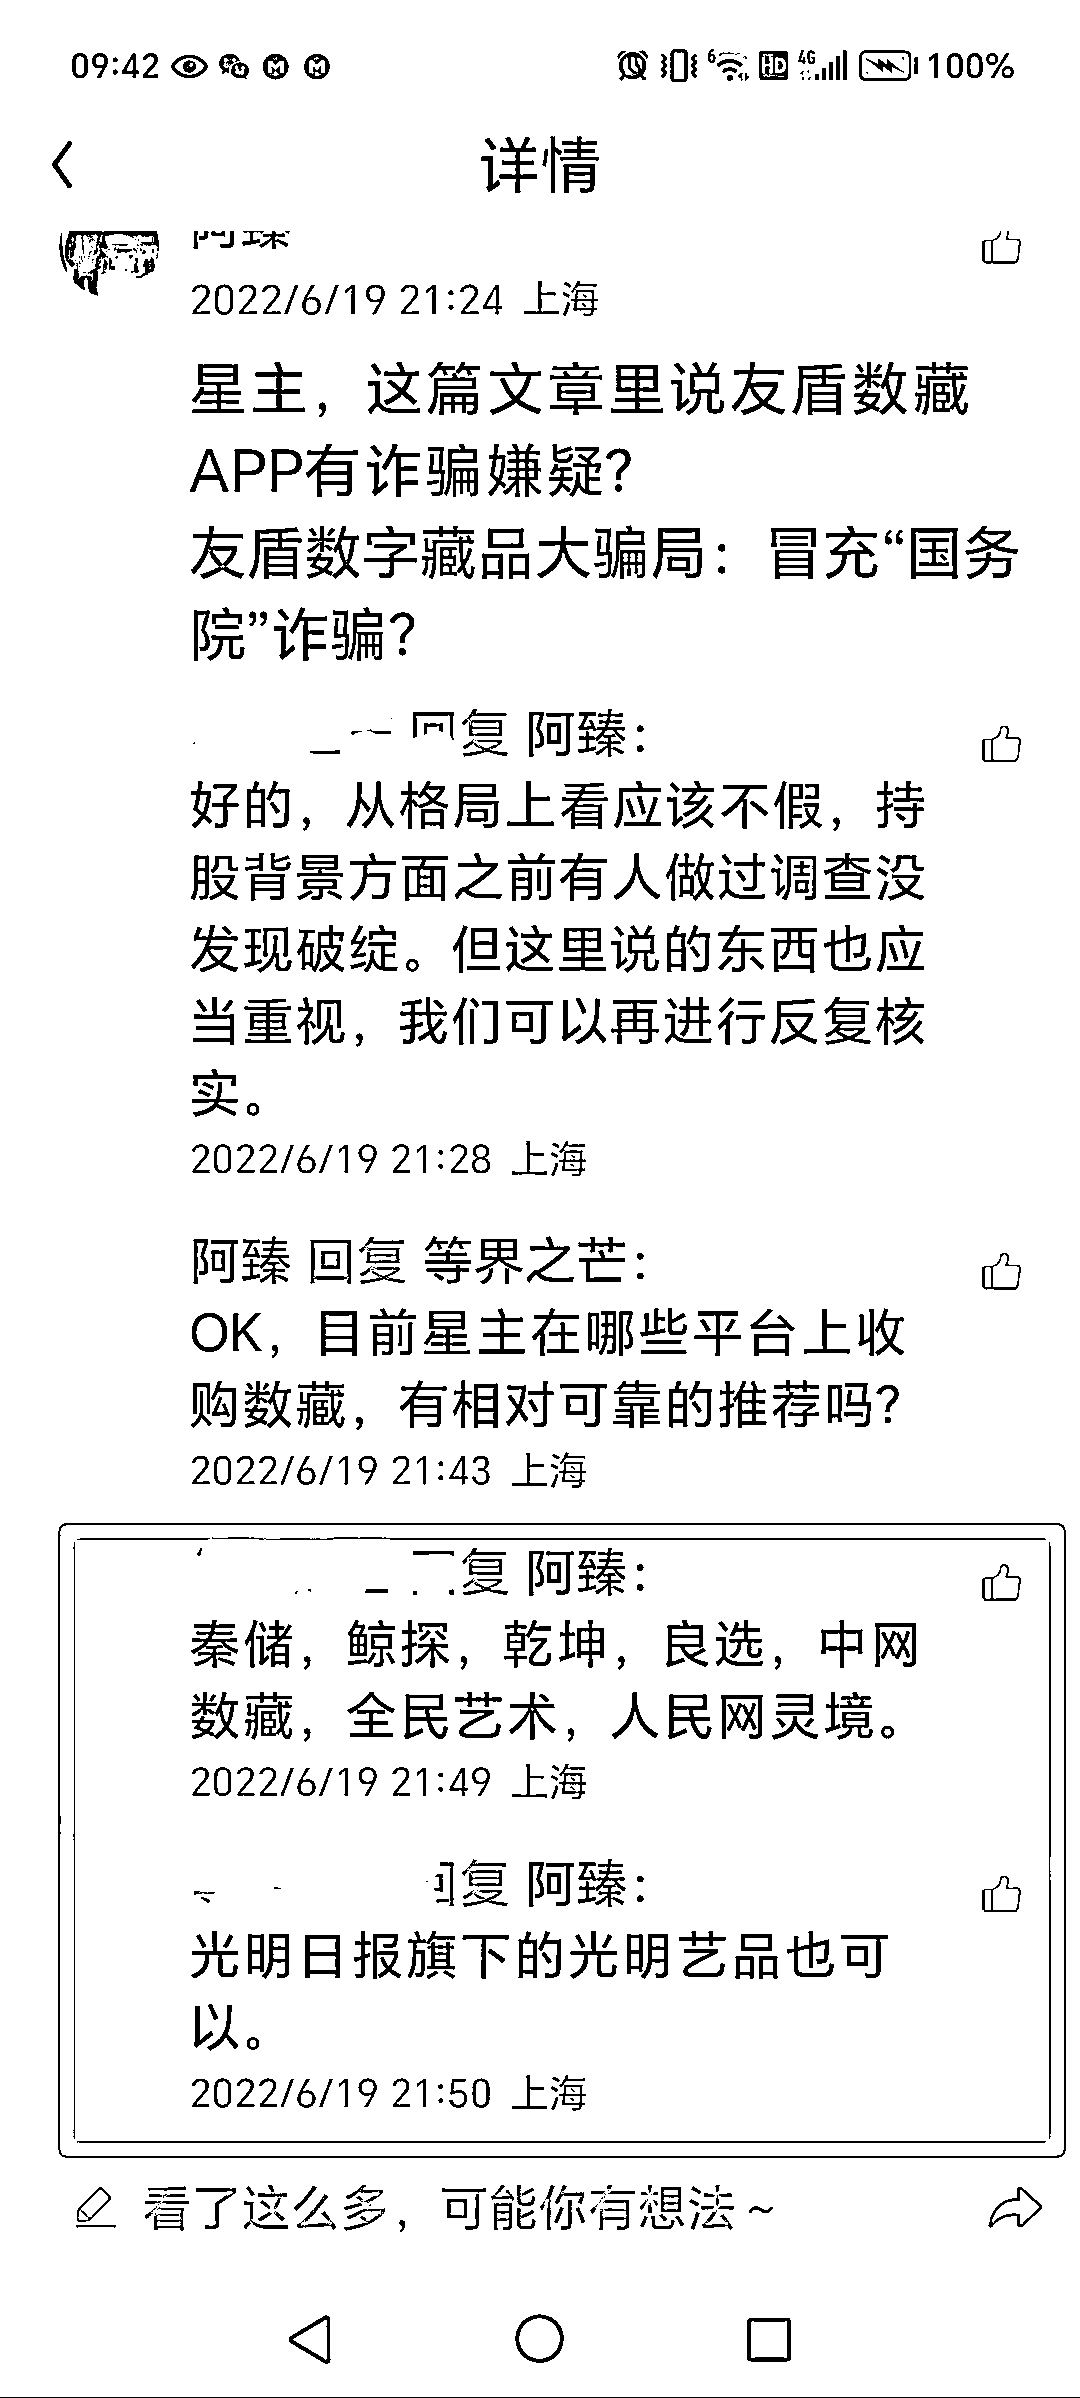 09:42 6 HD 4G 100%
详情
阿臻
2022/6/19 21:24 上海
星主，这篇文章里说友盾数藏
APP有诈骗嫌疑？
友盾数字藏品大骗局：冒充“国务
院”诈骗？
回复 阿臻：
好的，从格局上看应该不假，持
股背景方面之前有人做过调查没
发现破绽。但这里说的东西也应
当重视，我们可以再进行反复核
实。
2022/6/19 21:28 上海
阿臻 回复 等界之芒：
OK，目前星主在哪些平台上收
购数藏，有相对可靠的推荐吗？
2022/6/19 21:43 上海
复 阿臻：
秦储，鲸探，乾坤，良选，中网
数藏，全民艺术，人民网灵境。
2022/6/19 21:49 上海
回复 阿臻：
光明日报旗下的光明艺品也可
以。
2022/6/19 21:50 上海
看了这么多，可能你有想法~